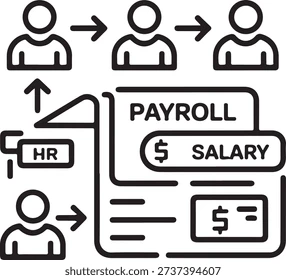 PAYROLL
$ SALARY
HR
$
shutterstock.com · 2737394607